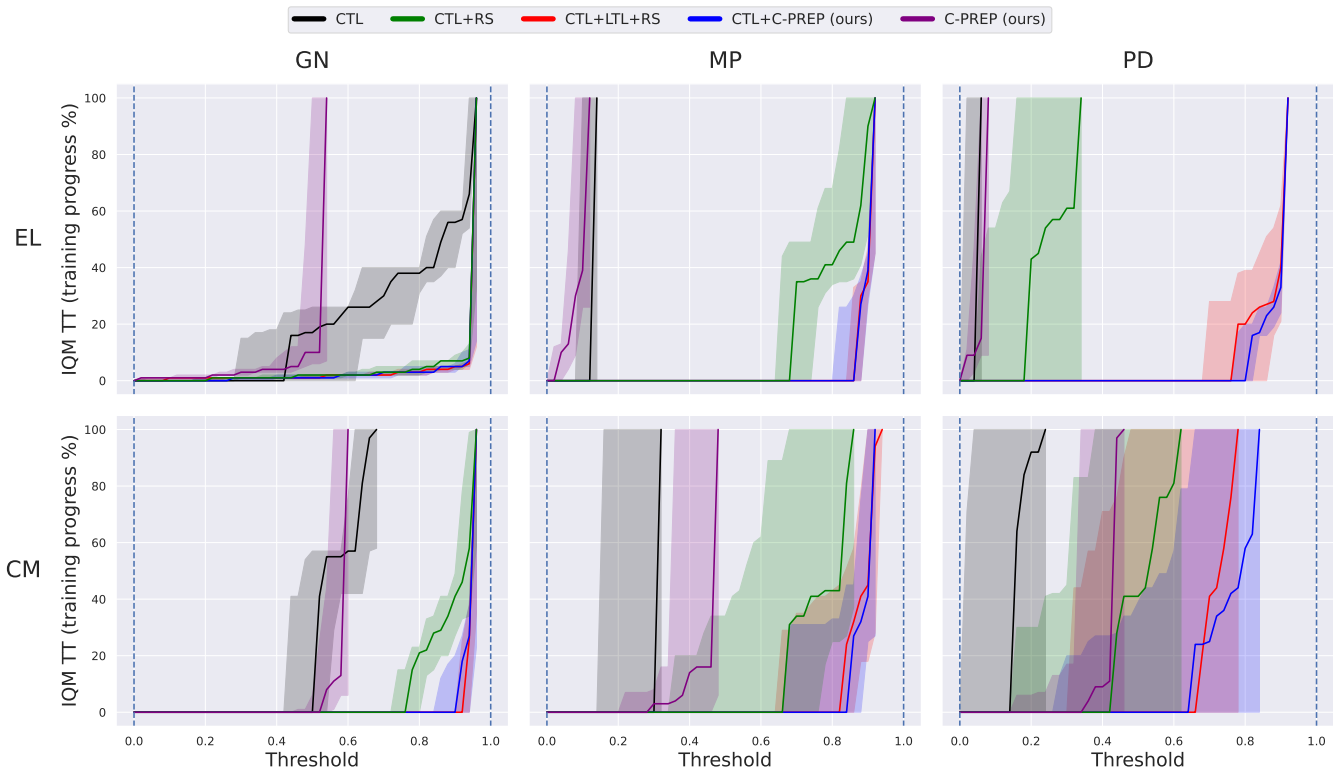 CTL CTL+RS CTL+LTL+RS CTL+C-PREP (ours) C-PREP (ours)
GN MP PD
EL
IQM TT (training progress %)
100
80
60
40
20
0
CM
IQM TT (training progress %)
100
80
60
40
20
0
0.0 0.2 0.4 0.6 0.8 1.0 0.0 0.2 0.4 0.6 0.8 1.0 0.0 0.2 0.4 0.6 0.8 1.0
Threshold Threshold Threshold